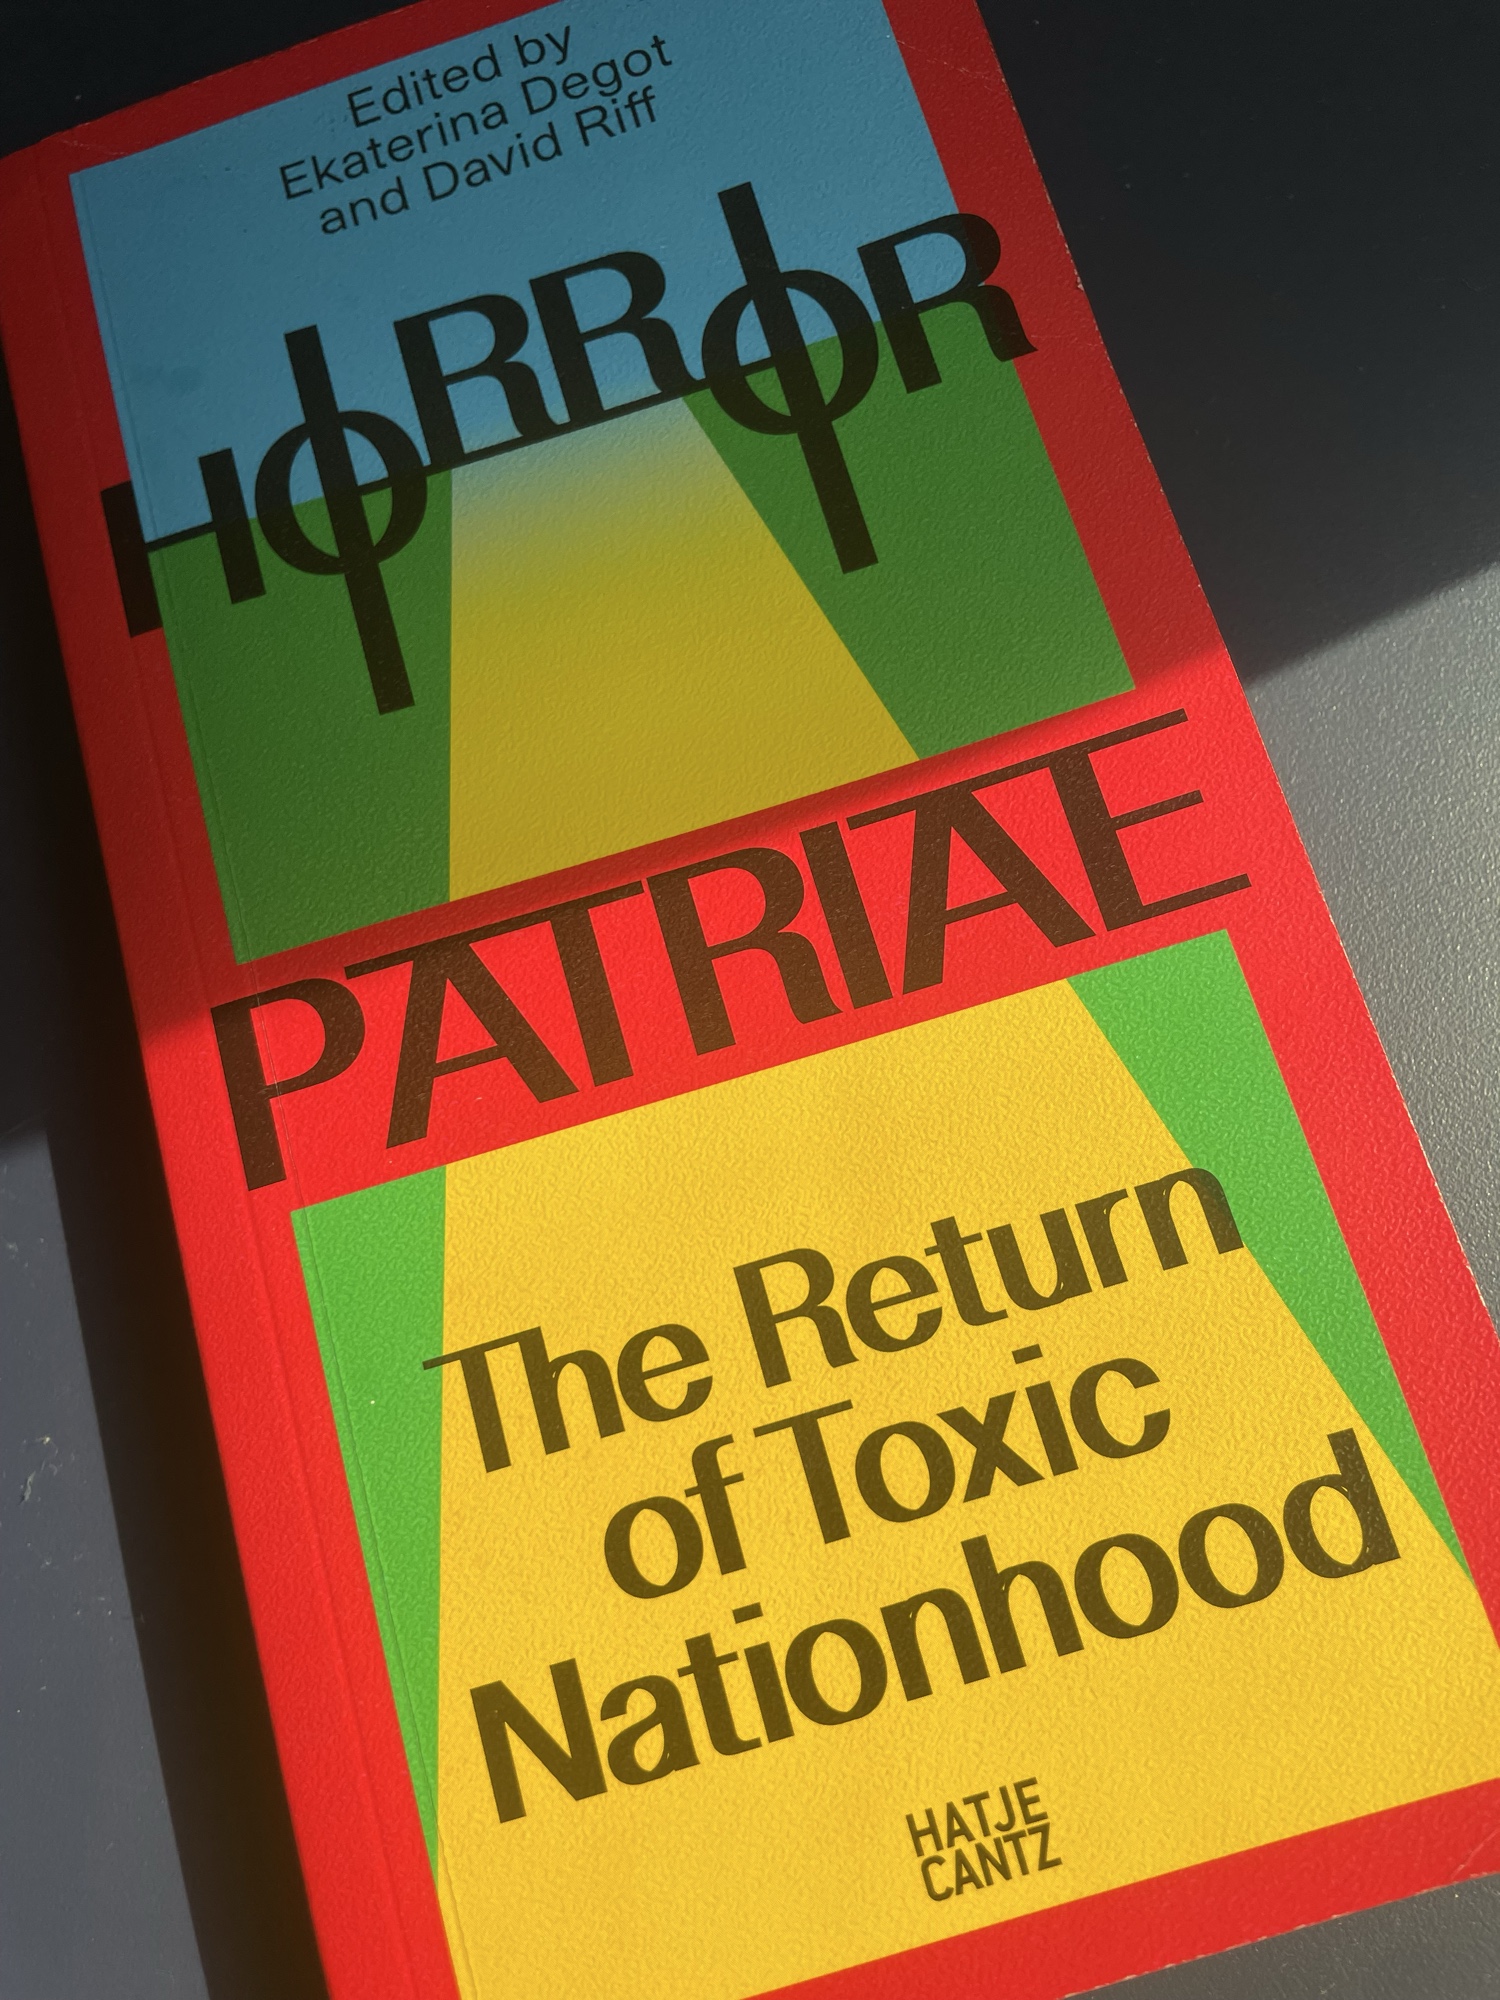 Edited by
Ekaterina Degot
and David Riff
HORROR
PATRIAE
The Return
of Toxic
Nationhood
HATJE
CANTZ